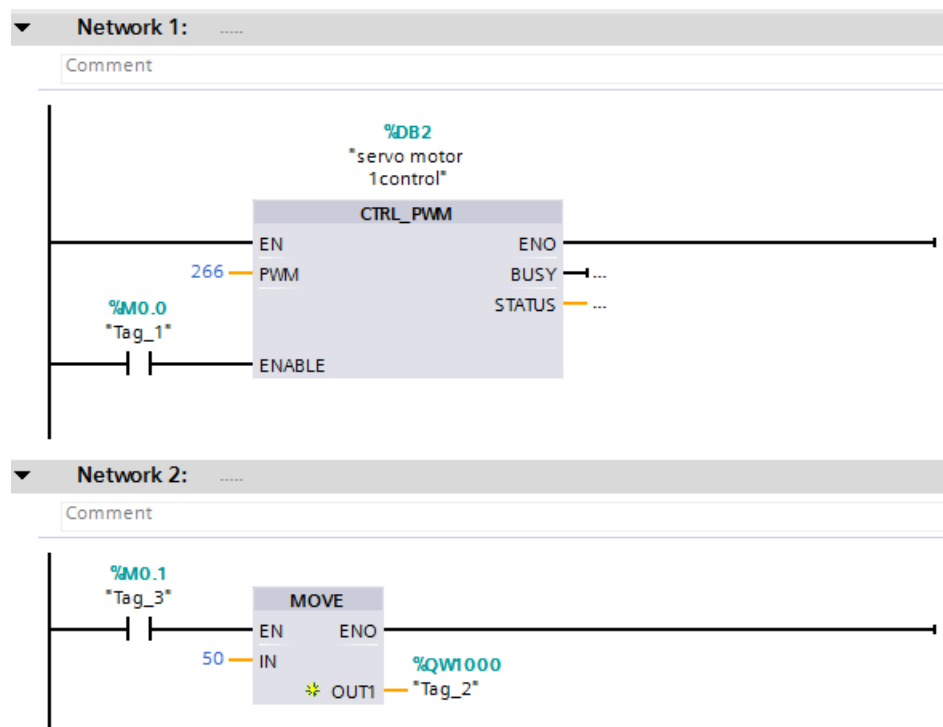 Network 1: .....
Comment
%DB2
"servo motor
1control"
CTRL_PWM
EN ENO
266 PWM BUSY ...
%M0.0 STATUS ...
"Tag_1"
ENABLE
Network 2: .....
Comment
%M0.1
"Tag_3" MOVE
EN ENO
50 IN %QW1000
OUT1 "Tag_2"